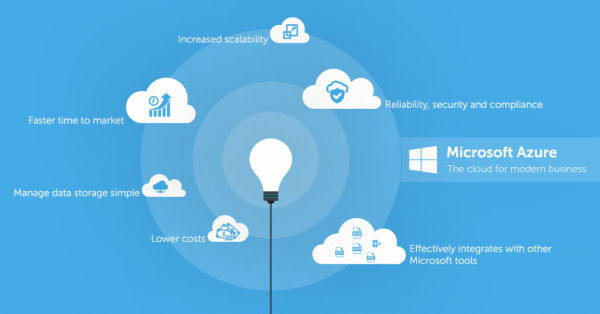 Increased scalability
Reliability, security and compliance
Faster time to market
Microsoft Azure
The cloud for modern business
Manage data storage simple
Lower costs
Effectively integrates with other
Microsoft tools